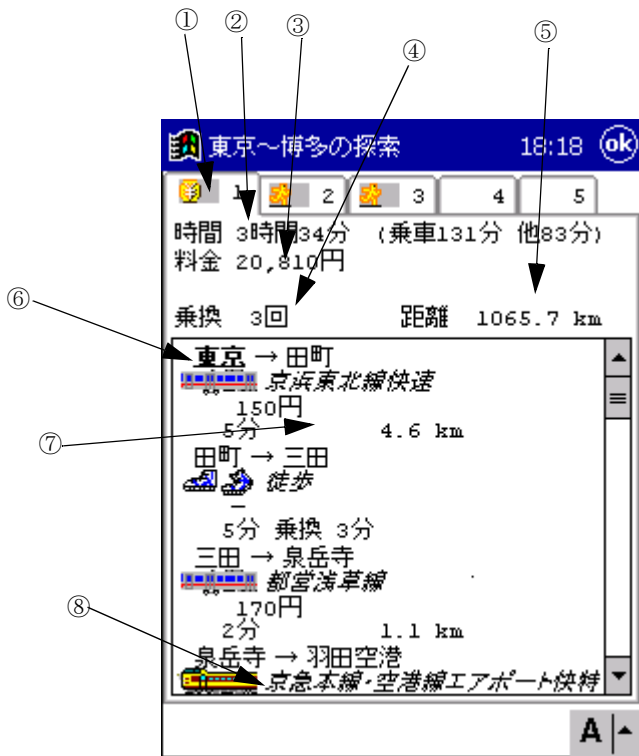 ① ② ③ ④ ⑤
東京～博多の探索 18:18 ok
1 2 3 4 5
時間 3時間34分 (乗車131分 他83分)
料金 20,810円
乗換 3回 距離 1065.7 km
⑥
東京 → 田町
京浜東北線快速
150円
⑦
5分 4.6 km
田町 → 三田
徒歩
－
5分 乗換 3分
三田 → 泉岳寺
都営浅草線
170円
⑧
2分 1.1 km
泉岳寺 → 羽田空港
京急本線・空港線エアポート快特
A